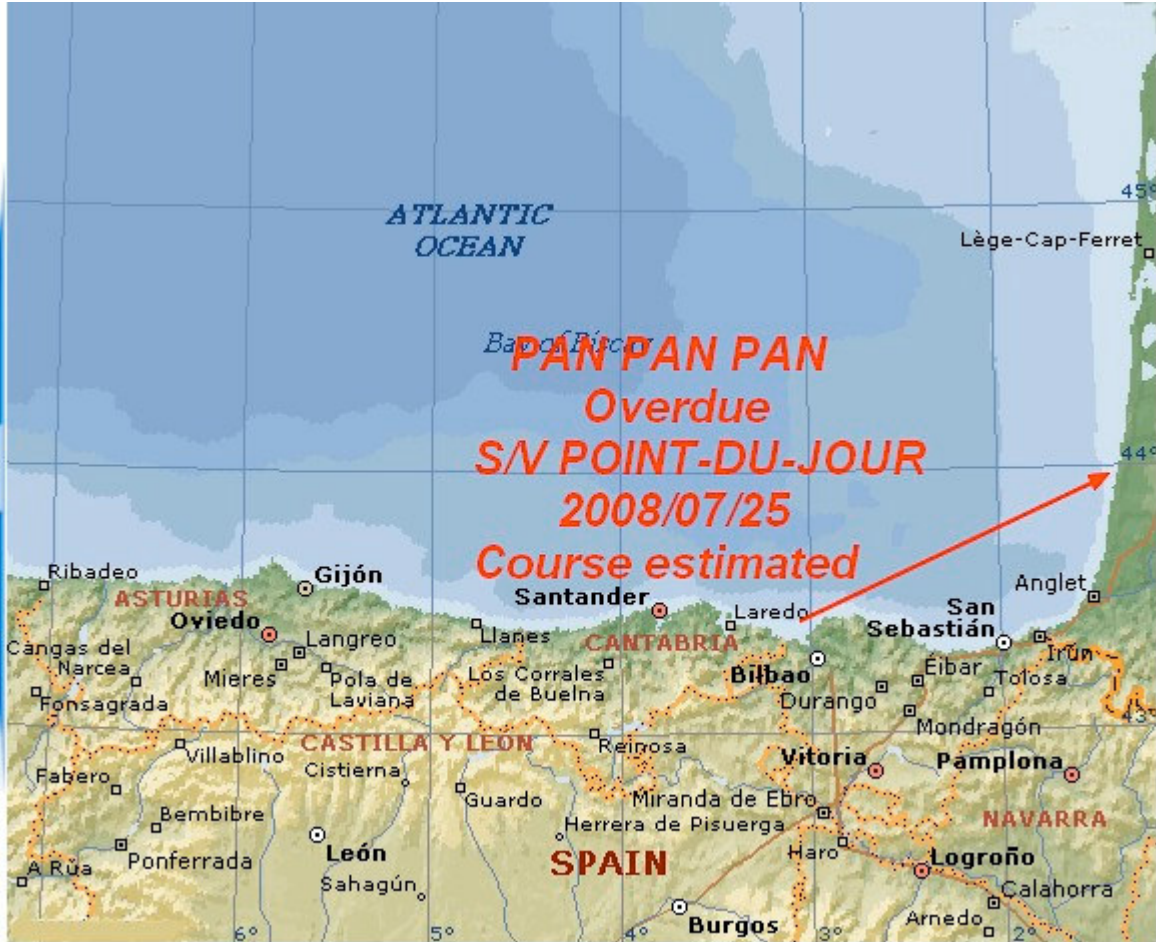 45°
ATLANTIC
OCEAN
Lège-Cap-Ferret
Bay of Biscay
PAN PAN PAN
Overdue
S/V POINT-DU-JOUR
44°
2008/07/25
Course estimated
Ribadeo
Gijón
Anglet
ASTURIAS
Santander
Laredo
San
Sebastián
Oviedo
Llanes
CANTABRIA
Langreo
Irūn
Cangas del
Narcea
Mieres
Pola de
Laviana
Los Corrales
de Buelna
Bilbao
Éibar
Durango
Tolosa
Fonsagrada
Mondragón
43°
Villablino
CASTILLA Y LEÓN
Reinosa
Cistierna
Vitoria
Pamplona
Fabero
Guardo
Miranda de Ebro
Bembibre
Herrera de Pisuerga
NAVARRA
Ponferrada
León
Haro
Logroño
A Rūa
SPAIN
Sahagún
Calahorra
Arnedo
Burgos
6°
5°
4°
3°
2°